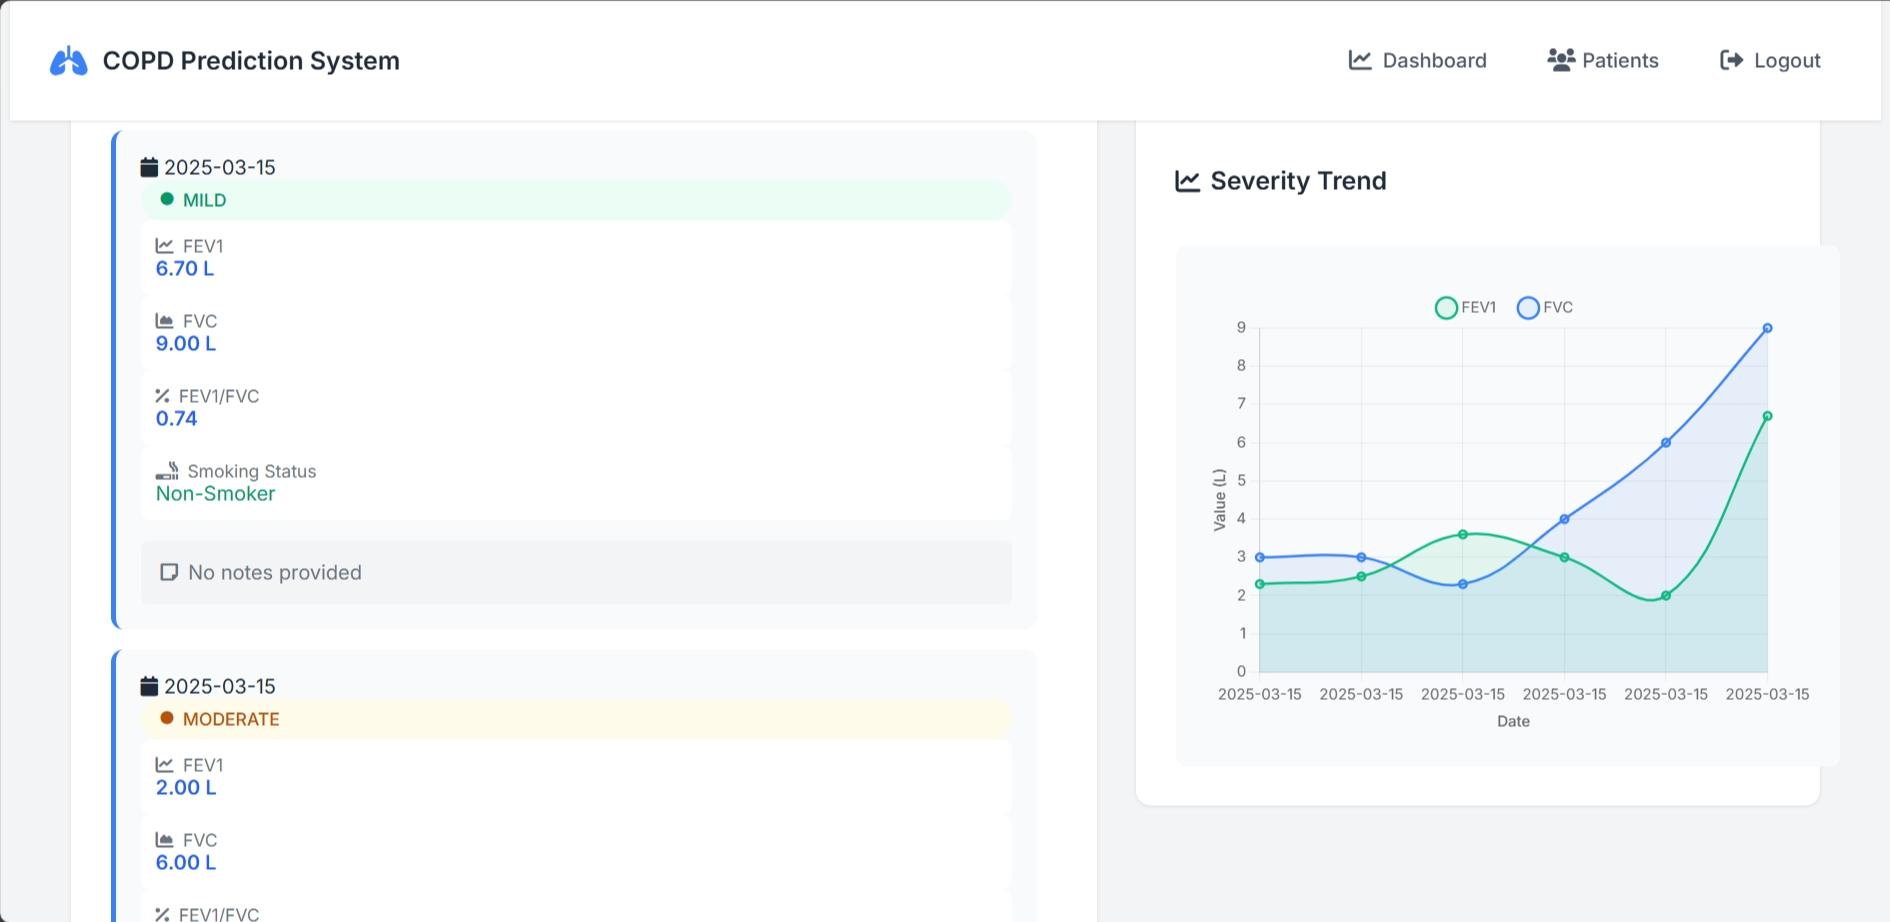 COPD Prediction System
Dashboard
Patients
Logout
2025-03-15
MILD
FEV1
6.70 L
FVC
9.00 L
FEV1/FVC
0.74
Smoking Status
Non-Smoker
No notes provided
2025-03-15
MODERATE
FEV1
2.00 L
FVC
6.00 L
FEV1/FVC
Severity Trend
FEV1 FVC
9
8
7
6
5
4
3
2
1
0
Value (L)
2025-03-15 2025-03-15 2025-03-15 2025-03-15 2025-03-15 2025-03-15
Date